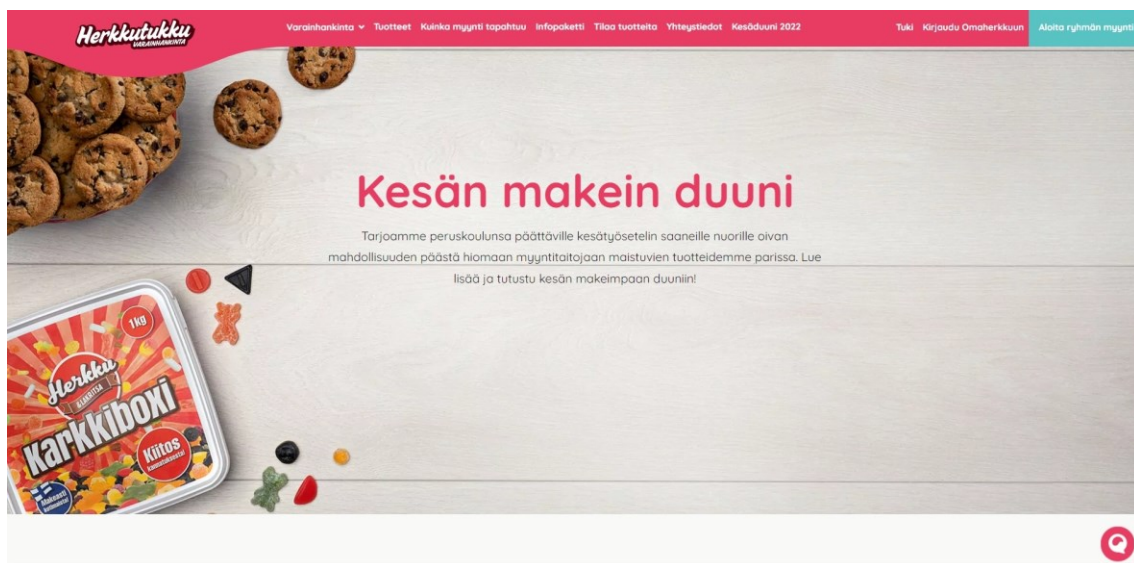 Herkkutukku
VARAINHANKINTA
Varainhankinta Tuotteet Kuinka myynti tapahtuu Infopaketti Tilaa tuotteita Yhteystiedot Kesäduuni 2022
Tuki Kirjaudu Omaherkkuun Aloita ryhmän myynti
Kesän makein duuni
Tarjoamme peruskoulunsa päättäville kesätyösetelin saaneille nuorille oivan
mahdollisuuden päästä hiomaan myyntitaitojaan maistuvien tuotteidemme parissa. Lue
lisää ja tutustu kesän makeimpaan duuniin!
1kg
Herkku
Karkkiboxi
Kiitos
kannatuksesta!
Makeasti